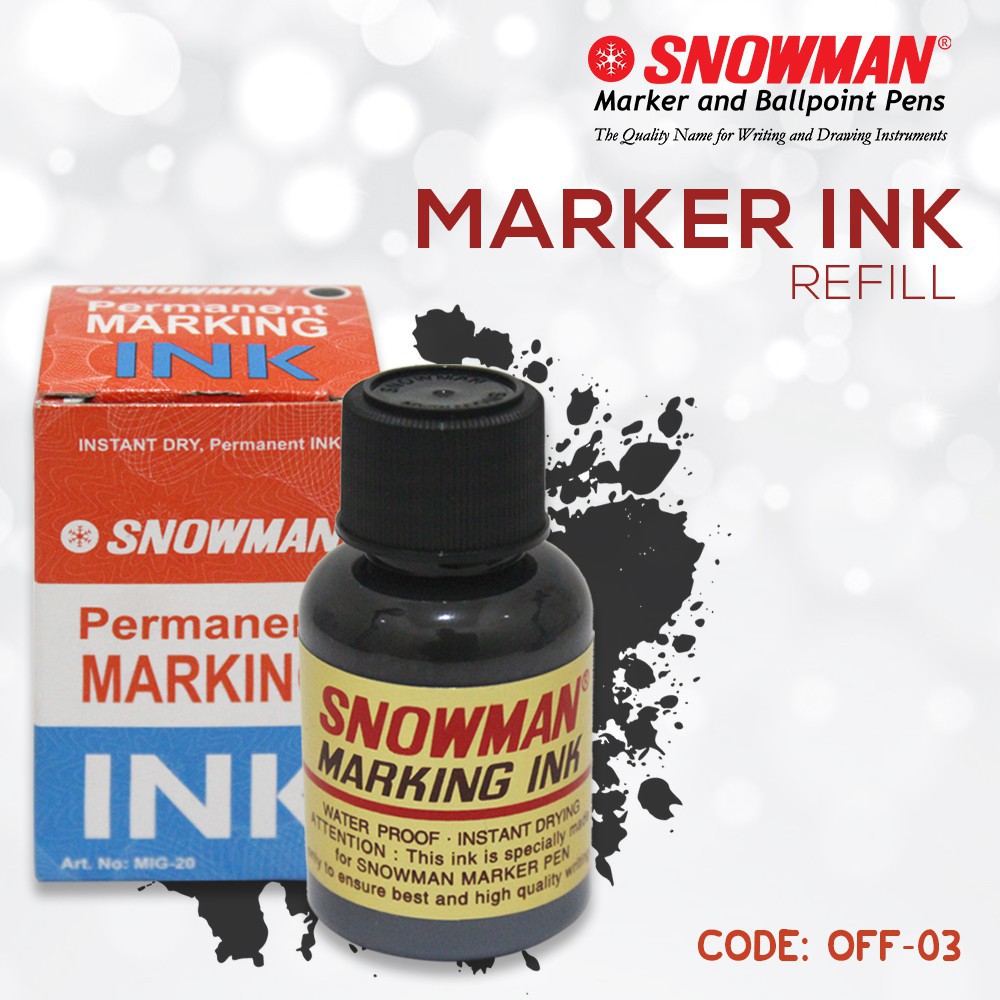 SNOWMAN®
Marker and Ballpoint Pens
The Quality Name for Writing and Drawing Instruments
MARKER INK
REFILL
SNOWMAN
Permanent
MARKING
INK
INSTANT DRY, Permanent INK
SNOWMAN
Permanen
MARKIN
INK
Art. No: MIG-20
SNOWMAN
SNOWMAN®
MARKING INK
WATER PROOF · INSTANT DRYING
ATTENTION : This ink is specially made
for SNOWMAN MARKER PEN
only to ensure best and high quality writing
CODE: OFF-03